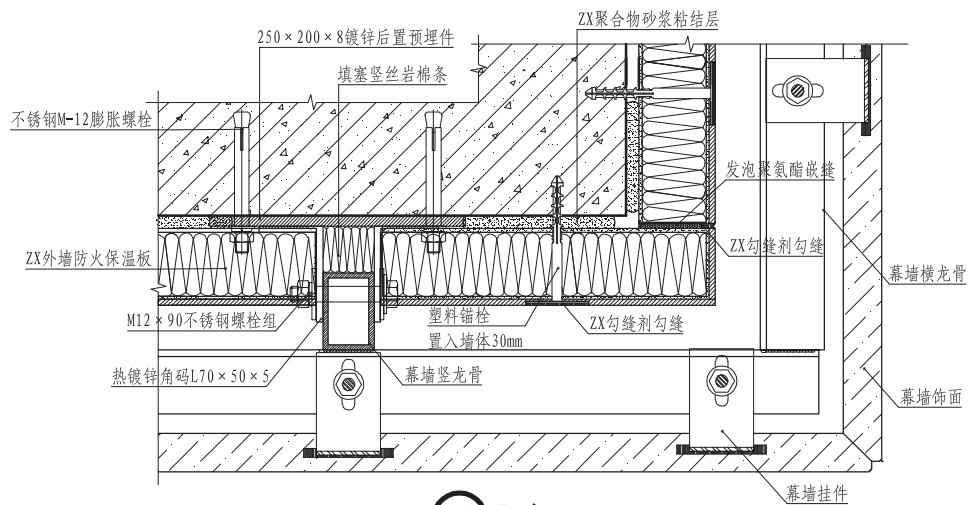 ZX聚合物砂浆粘结层
250×200×8镀锌后置预埋件
填塞竖丝岩棉条
不锈钢M-12膨胀螺栓
发泡聚氨酯嵌缝
ZX勾缝剂勾缝
ZX外墙防火保温板
幕墙横龙骨
M12×90不锈钢螺栓组
塑料锚栓
置入墙体30mm
ZX勾缝剂勾缝
热镀锌角码L70×50×5
幕墙竖龙骨
幕墙饰面
幕墙挂件